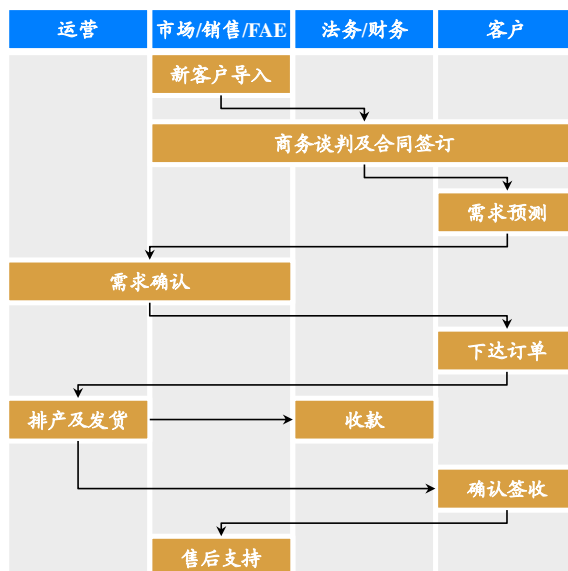 运营
市场/销售/FAE
法务/财务
客户
新客户导入
商务谈判及合同签订
需求预测
需求确认
下达订单
排产及发货
收款
确认签收
售后支持